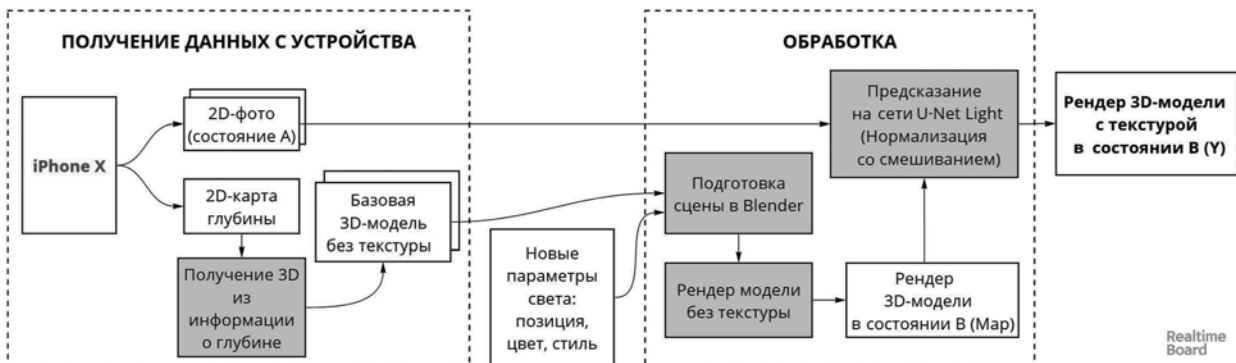 ПОЛУЧЕНИЕ ДАННЫХ С УСТРОЙСТВА
iPhone X
2D-фото
(состояние A)
2D-карта
глубины
Получение 3D
из
информации
о глубине
Базовая
3D-модель
без текстуры
Новые
параметры
света:
позиция,
цвет, стиль
ОБРАБОТКА
Подготовка
сцены в Blender
Рендер модели
без текстуры
Рендер
3D-модели
в состоянии B (Map)
Предсказание
на сети U-Net Light
(Нормализация
со смешиванием)
Рендер 3D-модели
с текстурой
в состоянии B (Y)
Realtime
Board